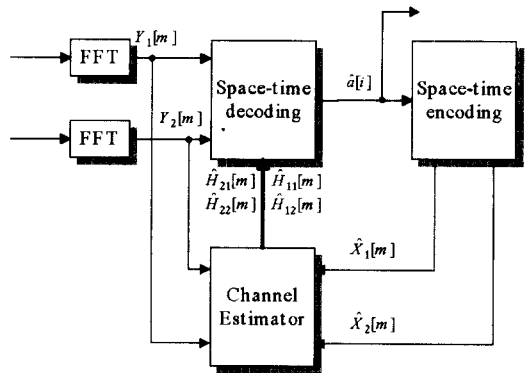 Y₁[m]
FFT
Space-time
decoding
â[i]
Space-time
encoding
Y₂[m]
FFT
Ĥ₂₁[m] Ĥ₁₁[m]
Ĥ₂₂[m] Ĥ₁₂[m]
X̂₁[m]
Channel
Estimator
X̂₂[m]